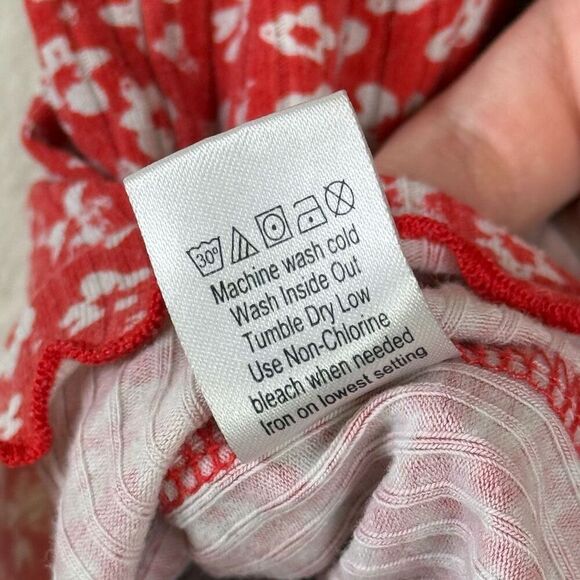 30°
Machine wash cold
Wash Inside Out
Tumble Dry Low
Use Non-Chlorine
bleach when needed
Iron on lowest setting